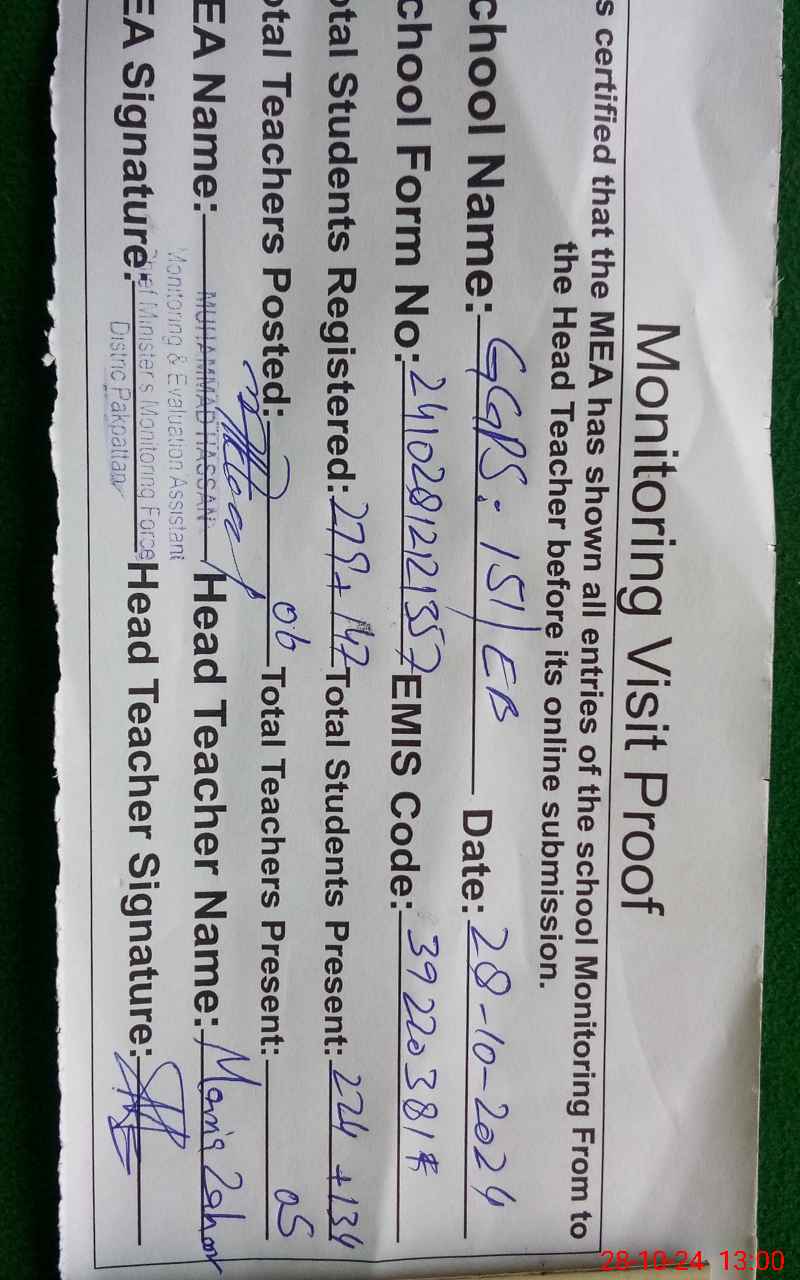 Monitoring Visit Proof
s certified that the MEA has shown all entries of the school Monitoring From to
the Head Teacher before its online submission.
chool Name: GGPS: 151/EB Date: 28-10-2024
chool Form No: 24102812121357 EMIS Code: 39220381#
otal Students Registered: 279+147 Total Students Present: 224+134
otal Teachers Posted: 06 Total Teachers Present: 05
EA Name: MUHAMMAD HASSAN Head Teacher Name: Maria Zahoor
Monitoring & Evaluation Assistant
EA Signature: Chief Minister's Monitoring Force Head Teacher Signature:
Distric Pakpattan
28-10-24 13:00